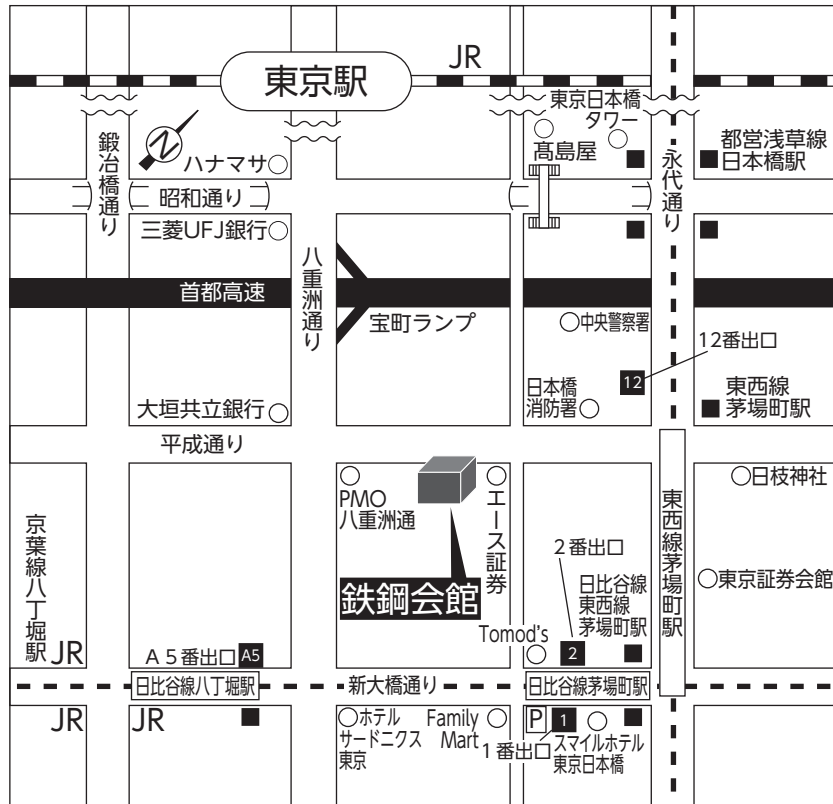 JR
東京駅
東京日本橋
タワー
髙島屋
都営浅草線
日本橋駅
鍛冶橋通り
N
ハナマサ
昭和通り
永代通り
三菱UFJ銀行
八重洲通り
首都高速
宝町ランプ
中央警察署
12番出口
日本橋
消防署
12
東西線
茅場町駅
大垣共立銀行
平成通り
PMO
八重洲通
エース証券
日枝神社
京葉線八丁堀駅
鉄鋼会館
2番出口
日比谷線
東西線
茅場町駅
東西線茅場町駅
東京証券会館
Tomod's
2
JR
A5番出口
A5
日比谷線八丁堀駅
新大橋通り
日比谷線茅場町駅
JR
JR
ホテル
サードニクス
東京
Family
Mart
P
1
1番出口
スマイルホテル
東京日本橋